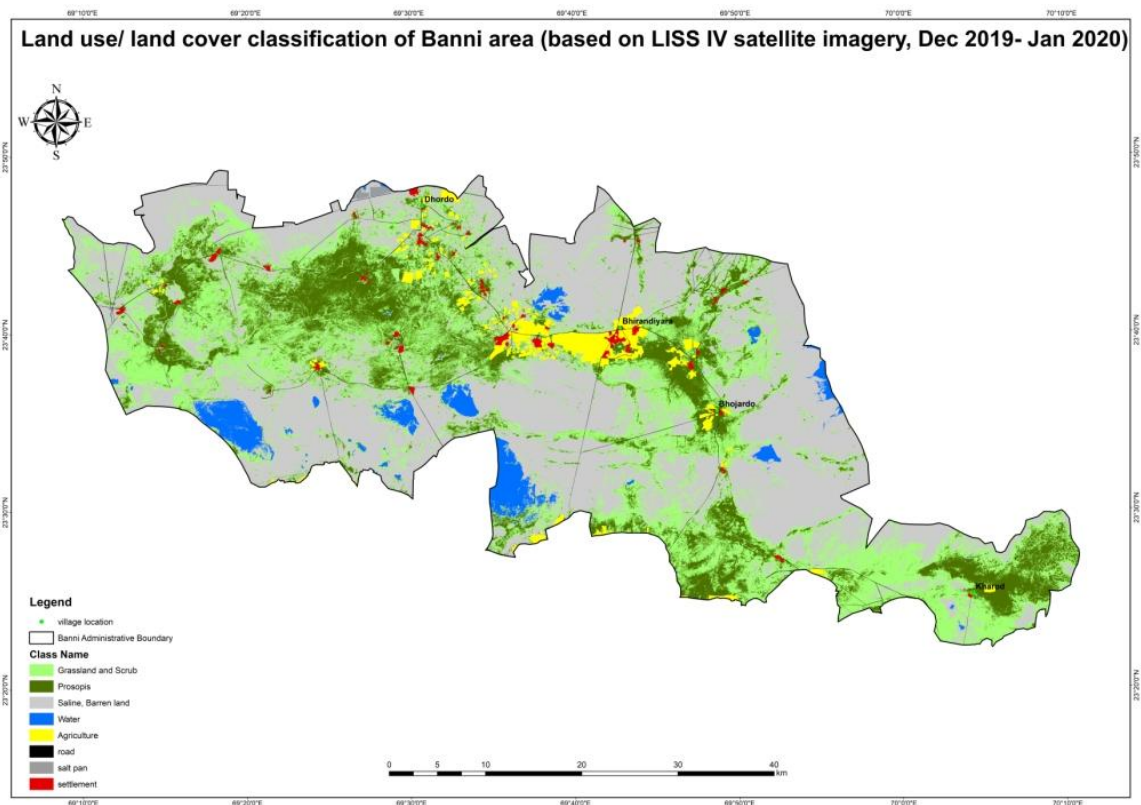 69°10'0"E 69°20'0"E 69°30'0"E 69°40'0"E 69°50'0"E 70°0'0"E 70°10'0"E
Land use/ land cover classification of Banni area (based on LISS IV satellite imagery, Dec 2019- Jan 2020)
N
W E
S
23°50'0"N 23°50'0"N
Dhordo
Bhirandiyara
23°40'0"N 23°40'0"N
Bhojardo
23°30'0"N 23°30'0"N
Kharod
Legend
village location
Banni Administrative Boundary
Class Name
Grassland and Scrub
Prosopis
Saline, Barren land
Water
Agriculture
road
salt pan
settlement
23°20'0"N 23°20'0"N
0 5 10 20 30 40
km
69°10'0"E 69°20'0"E 69°30'0"E 69°40'0"E 69°50'0"E 70°0'0"E 70°10'0"E